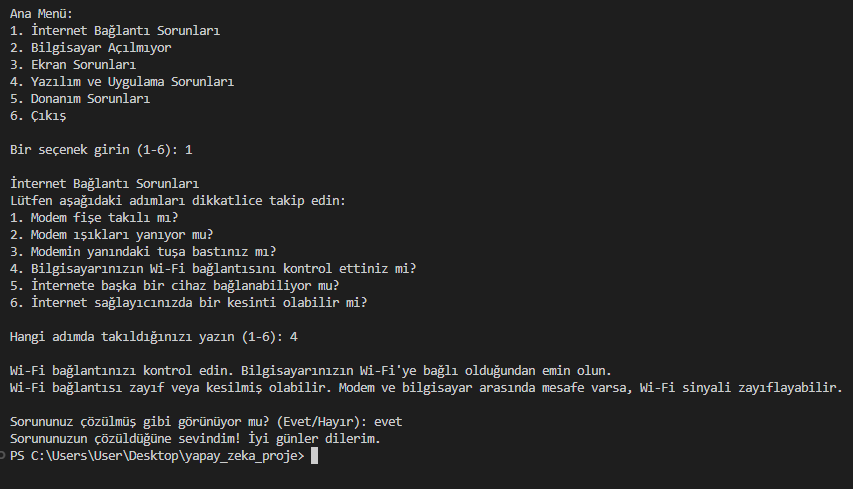 Ana Menü:
1. İnternet Bağlantı Sorunları
2. Bilgisayar Açılmıyor
3. Ekran Sorunları
4. Yazılım ve Uygulama Sorunları
5. Donanım Sorunları
6. Çıkış
Bir seçenek girin (1-6): 1
İnternet Bağlantı Sorunları
Lütfen aşağıdaki adımları dikkatlice takip edin:
1. Modem fişe takılı mı?
2. Modem ışıkları yanıyor mu?
3. Modemin yanındaki tuşa bastınız mı?
4. Bilgisayarınızın Wi-Fi bağlantısını kontrol ettiniz mi?
5. İnternete başka bir cihaz bağlanabiliyor mu?
6. İnternet sağlayıcınızda bir kesinti olabilir mi?
Hangi adımda takıldığınızı yazın (1-6): 4
Wi-Fi bağlantınızı kontrol edin. Bilgisayarınızın Wi-Fi'ye bağlı olduğundan emin olun.
Wi-Fi bağlantısı zayıf veya kesilmiş olabilir. Modem ve bilgisayar arasında mesafe varsa, Wi-Fi sinyali zayıflayabilir.
Sorununuz çözülmüş gibi görünüyor mu? (Evet/Hayır): evet
Sorununuzun çözüldüğüne sevindim! İyi günler dilerim.
PS C:\Users\User\Desktop\yapay_zeka_proje>